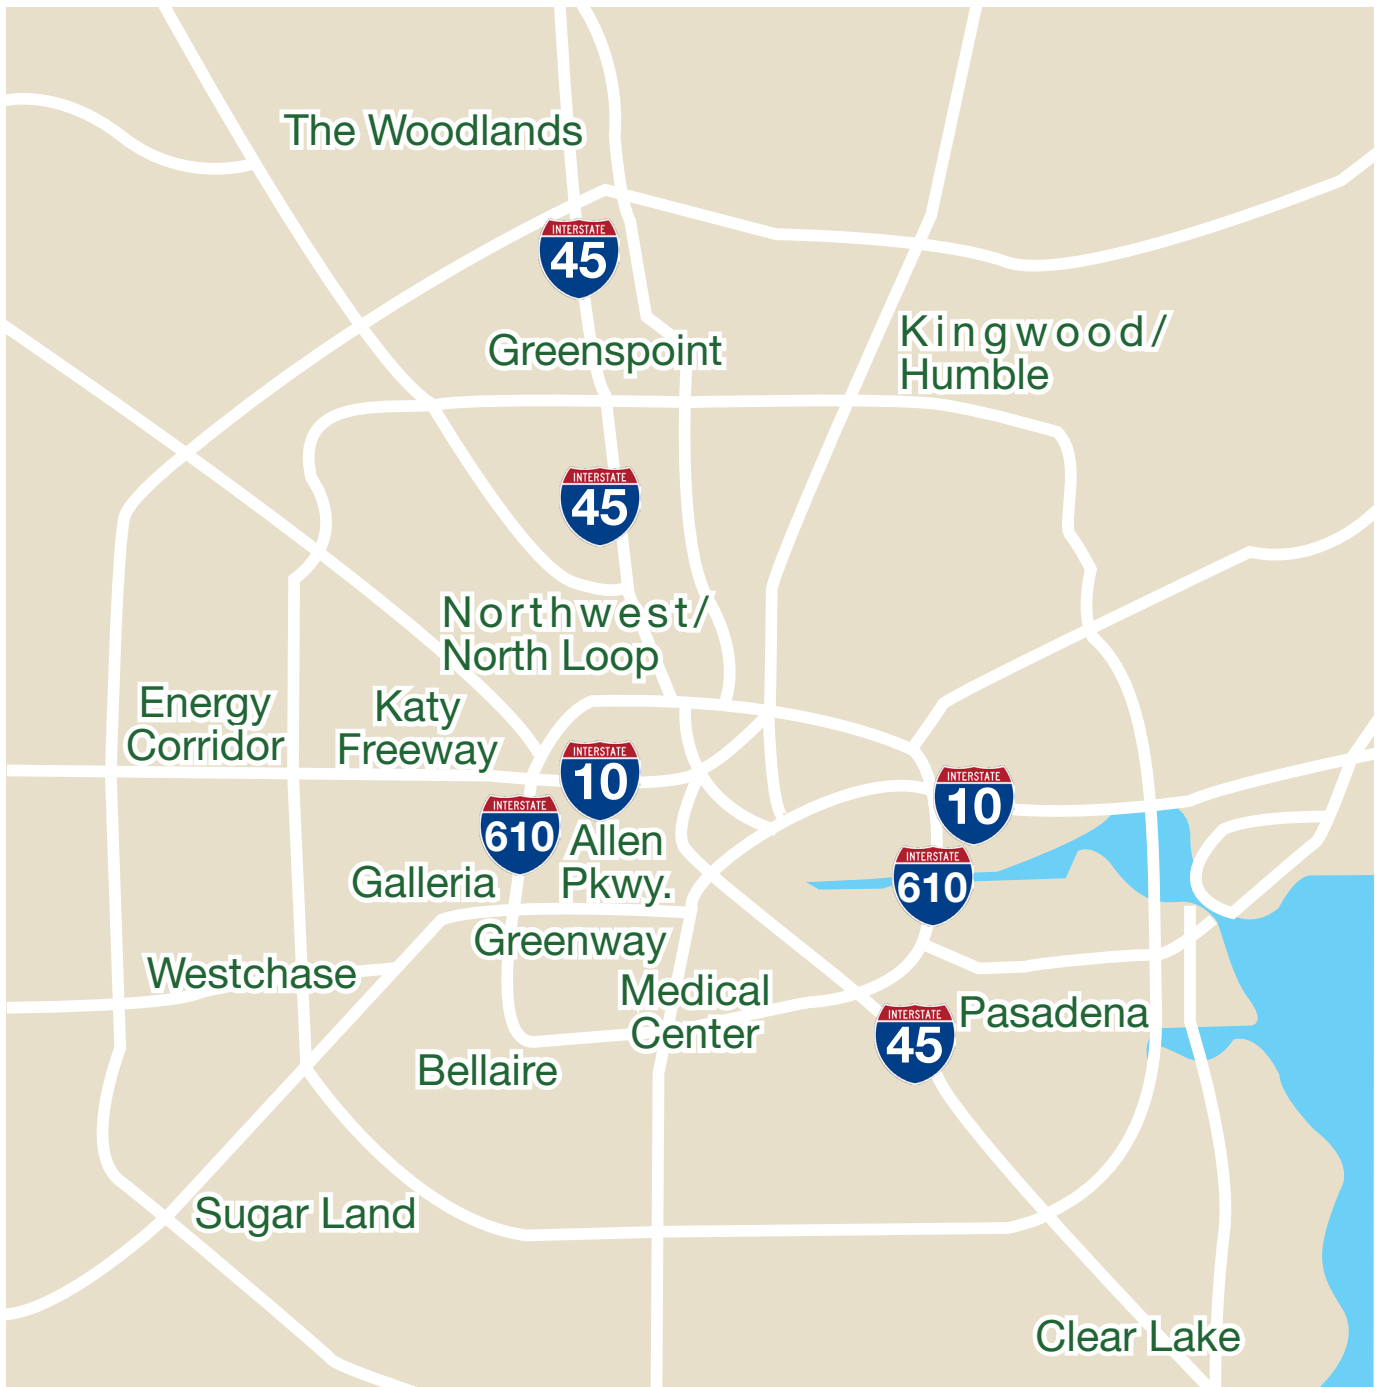 The Woodlands
INTERSTATE
45
Kingwood/
Humble
Greenspoint
INTERSTATE
45
Northwest/
North Loop
Energy
Corridor
Katy
Freeway
INTERSTATE
10
INTERSTATE
10
INTERSTATE
610
Allen
Pkwy.
INTERSTATE
610
Galleria
Greenway
Westchase
Medical
Center
INTERSTATE
45
Pasadena
Bellaire
Sugar Land
Clear Lake